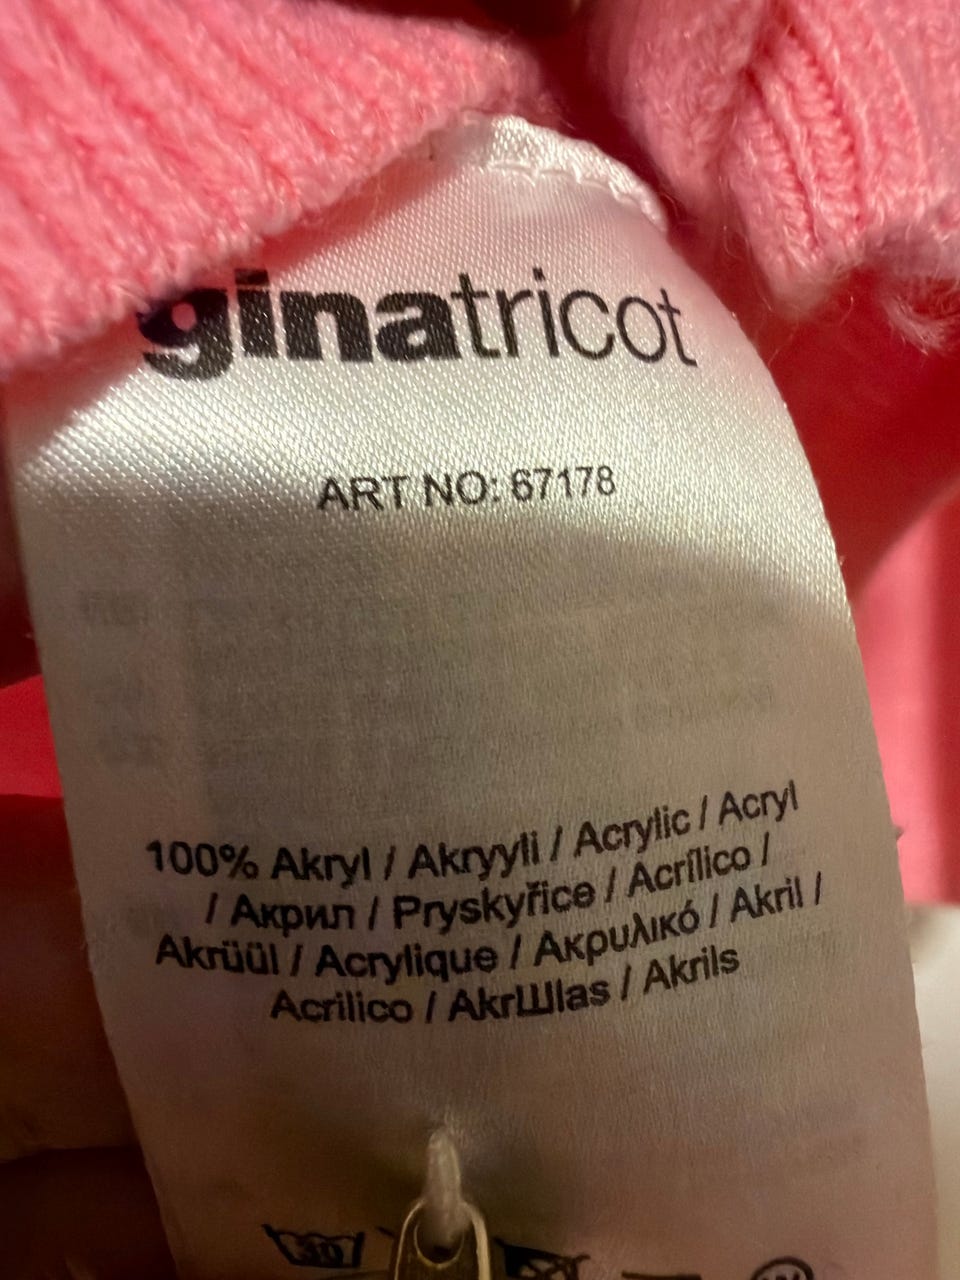 ginatricot
ART NO: 67178
100% Akryl / Akryyli / Acrylic / Acryl
/ Акрил / Pryskyřice / Acrílico /
Akrüül / Acrylique / Ακρυλικό / Akril /
Acrilico / AkrШlas / Akrils
30